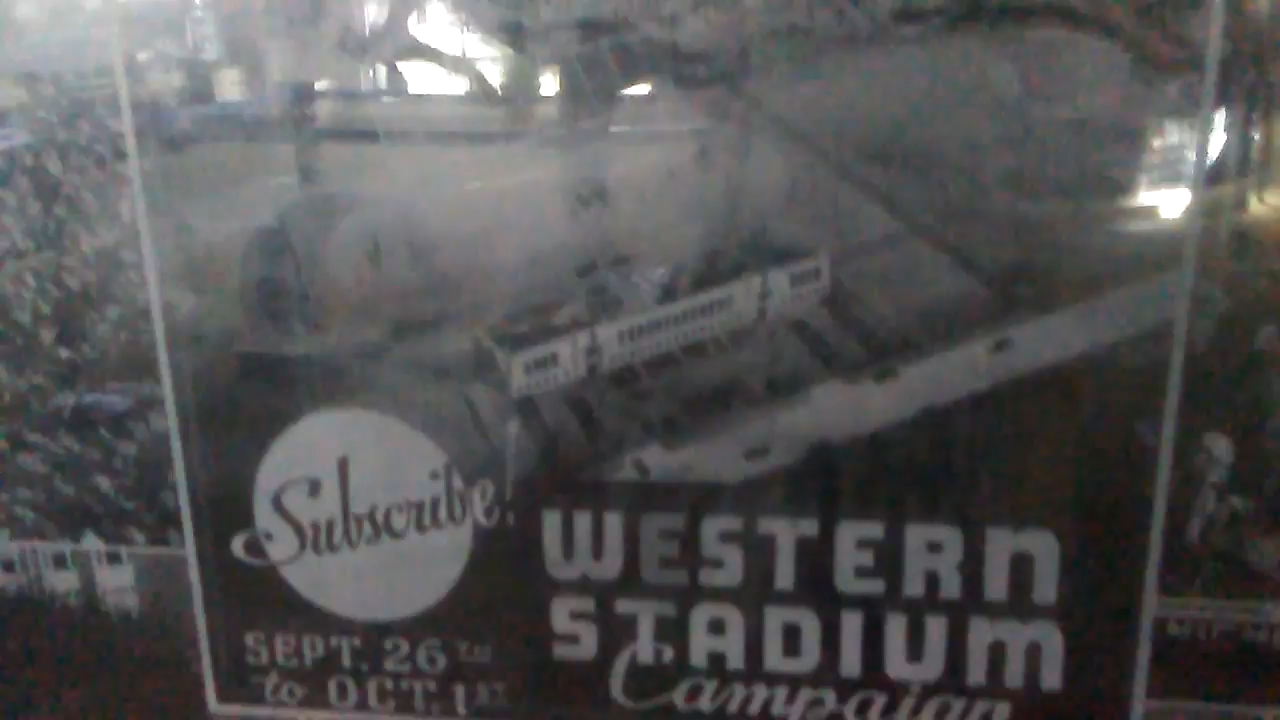 Subscribe!
SEPT. 26TH
to OCT. 1ST
WESTERN
STADIUM
Campaign